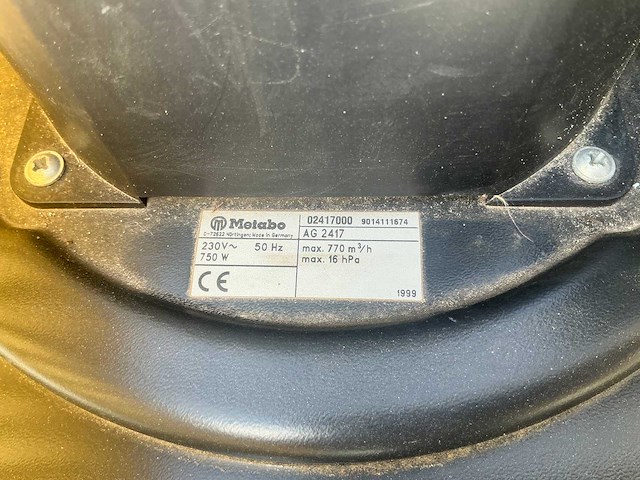 Metabo 02417000 9014111674
D-72622 Nürtingen Made in Germany AG 2417
230V~ 50 Hz max. 770 m³/h
750 W max. 16 hPa
CE 1999